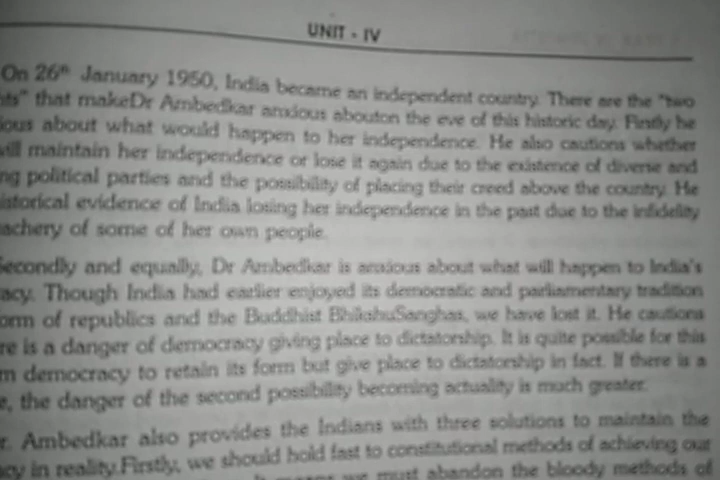 UNIT - IV
On 26th January 1950, India became an independent country. There are the "two
ts" that makeDr Ambedkar anxious abouton the eve of this historic day. Firstly he
ious about what would happen to her independence. He also cautions whether
will maintain her independence or lose it again due to the existence of diverse and
ng political parties and the possibility of placing their creed above the country. He
istorical evidence of India losing her independence in the past due to the infidelity
achery of some of her own people.
Secondly and equally, Dr Ambedkar is anxious about what will happen to India's
acy. Though India had earlier enjoyed its democratic and parliamentary tradition
orm of republics and the Buddhist BhikshuSanghas, we have lost it. He cautions
re is a danger of democracy giving place to dictatorship. It is quite possible for this
m democracy to retain its form but give place to dictatorship in fact. If there is a
e, the danger of the second possibility becoming actuality is much greater.
r. Ambedkar also provides the Indians with three solutions to maintain the
acy in reality.Firstly, we should hold fast to constitutional methods of achieving our
we must abandon the bloody methods of